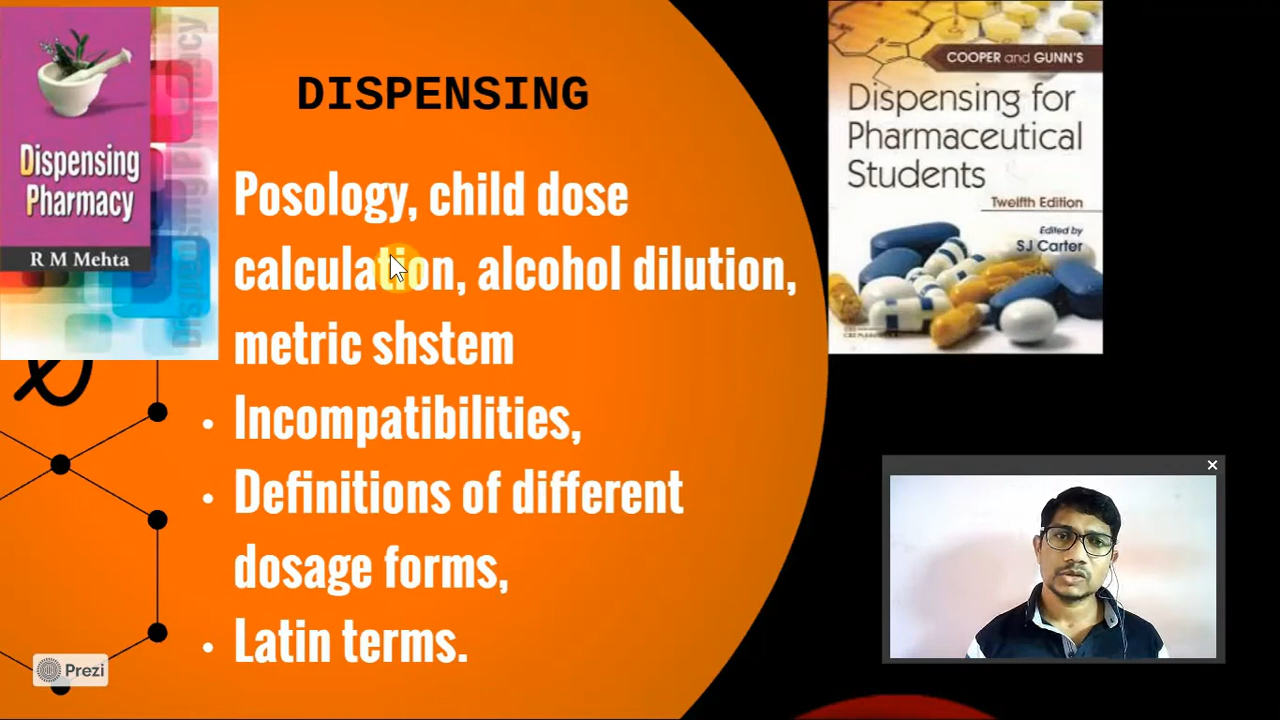 Dispensing
Pharmacy
R M Mehta
DISPENSING
Posology, child dose
calculation, alcohol dilution,
metric shstem
• Incompatibilities,
• Definitions of different
dosage forms,
• Latin terms.
Prezi
COOPER and GUNN'S
Dispensing for
Pharmaceutical
Students
Twelfth Edition
Edited by
SJ Carter